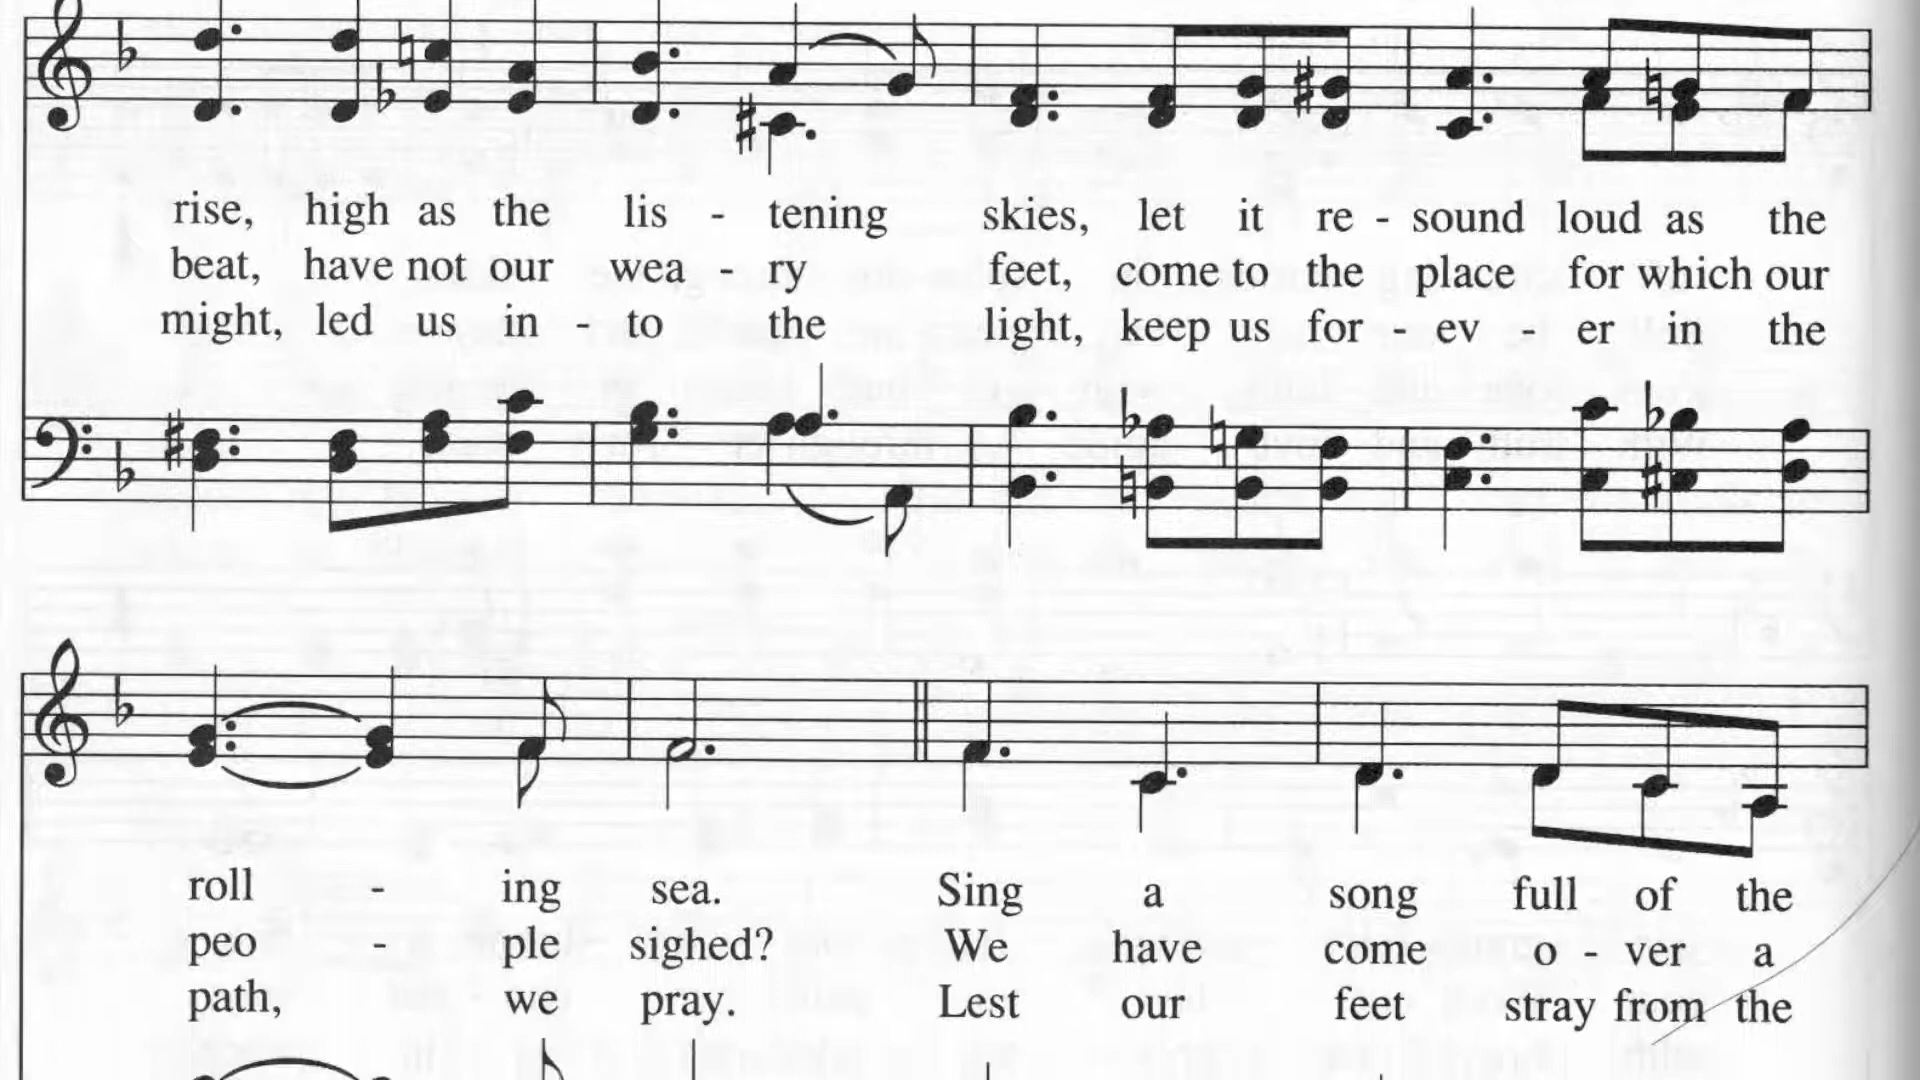 rise, high as the lis - tening skies, let it re - sound loud as the
beat, have not our wea - ry feet, come to the place for which our
might, led us in - to the light, keep us for - ev - er in the
roll - ing sea. Sing a song full of the
peo - ple sighed? We have come o - ver a
path, we pray. Lest our feet stray from the